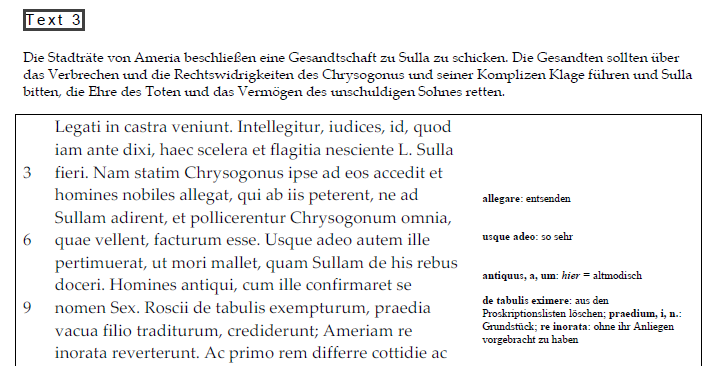 Text 3
Die Stadträte von Ameria beschließen eine Gesandtschaft zu Sulla zu schicken. Die Gesandten sollten über
das Verbrechen und die Rechtswidrigkeiten des Chrysogonus und seiner Komplizen Klage führen und Sulla
bitten, die Ehre des Toten und das Vermögen des unschuldigen Sohnes retten.
Legati in castra veniunt. Intellegitur, iudices, id, quod
iam ante dixi, haec scelera et flagitia nesciente L. Sulla
3 fieri. Nam statim Chrysogonus ipse ad eos accedit et
homines nobiles allegat, qui ab iis peterent, ne ad
Sullam adirent, et pollicerentur Chrysogonum omnia,
6 quae vellent, facturum esse. Usque adeo autem ille
pertimuerat, ut mori mallet, quam Sullam de his rebus
doceri. Homines antiqui, cum ille confirmaret se
9 nomen Sex. Roscii de tabulis exempturum, praedia
vacua filio traditurum, crediderunt; Ameriam re
inorata reverterunt. Ac primo rem differre cottidie ac
allegare: entsenden
usque adeo: so sehr
antiquus, a, um: hier = altmodisch
de tabulis eximere: aus den
Proskriptionslisten löschen; praedium, i, n.:
Grundstück; re inorata: ohne ihr Anliegen
vorgebracht zu haben